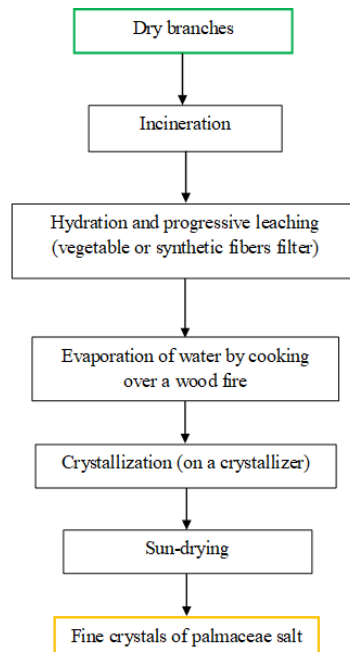 Dry branches
Incineration
Hydration and progressive leaching
(vegetable or synthetic fibers filter)
Evaporation of water by cooking
over a wood fire
Crystallization (on a crystallizer)
Sun-drying
Fine crystals of palmaceae salt